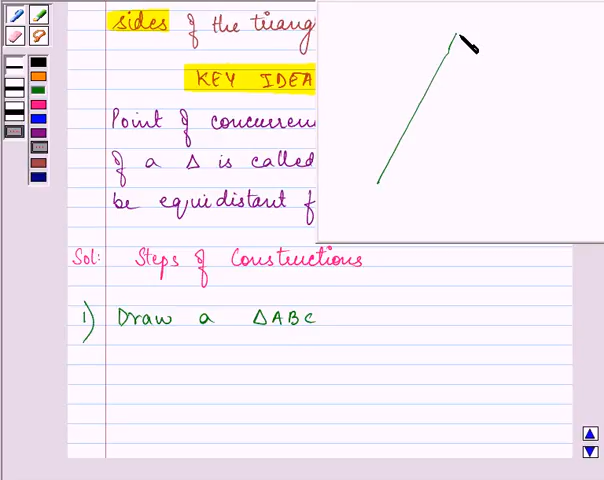 sides of the triang
KEY IDEA
Point of concurren
of a Δ is called
be equidistant f
Sol: Steps of Constructions
1) Draw a ΔABC